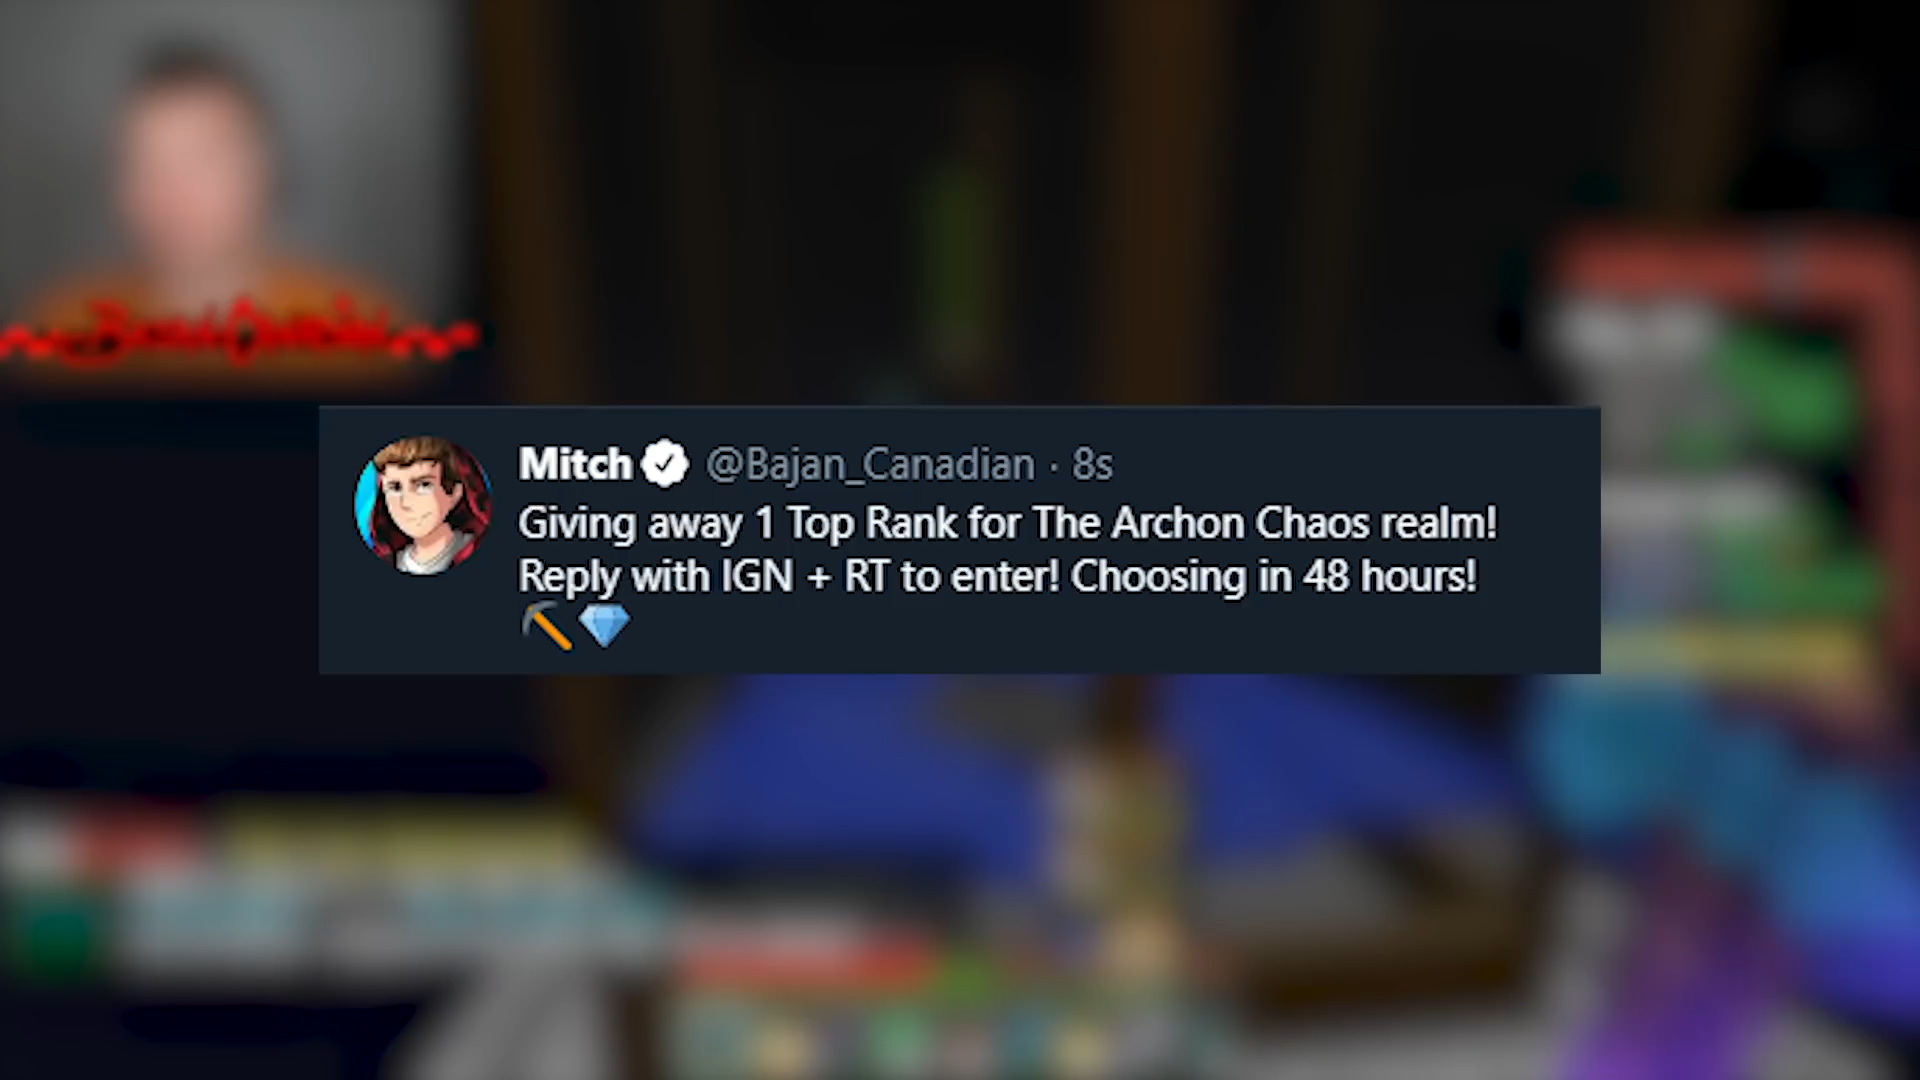 Mitch @Bajan_Canadian · 8s
Giving away 1 Top Rank for The Archon Chaos realm!
Reply with IGN + RT to enter! Choosing in 48 hours!
⛏💎